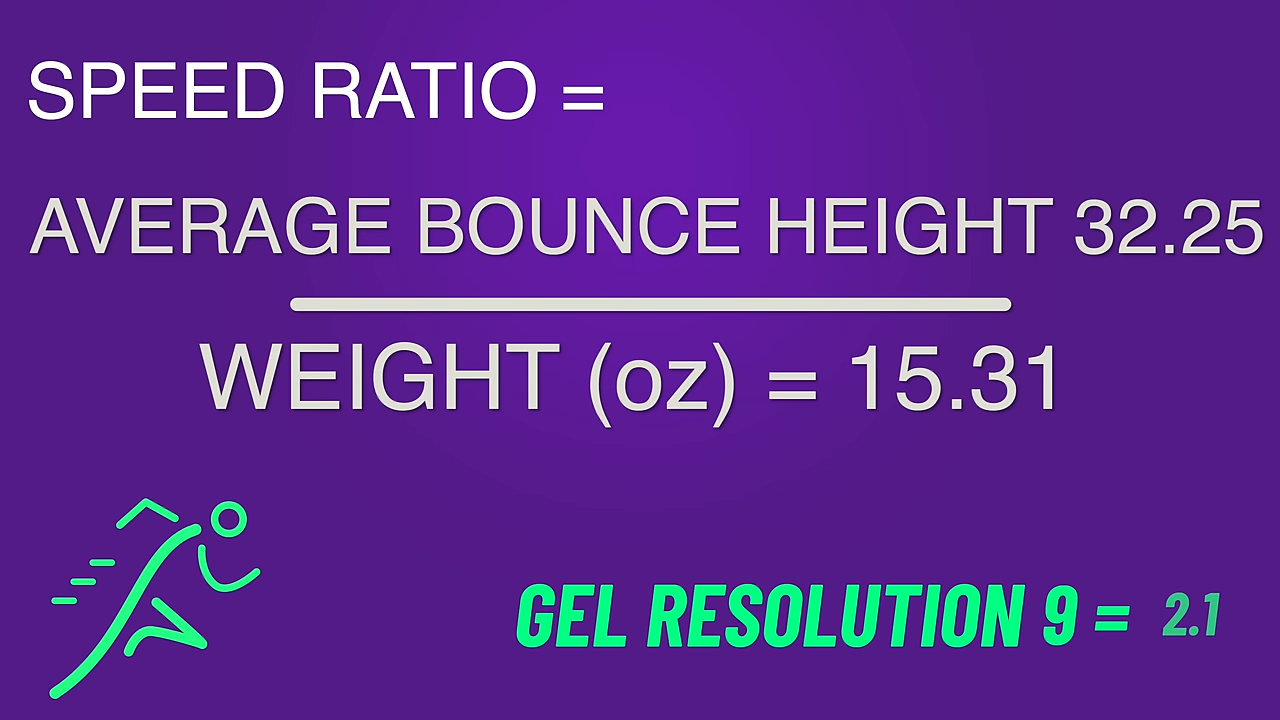 SPEED RATIO =
AVERAGE BOUNCE HEIGHT 32.25
WEIGHT (oz) = 15.31
GEL RESOLUTION 9 = 2.1